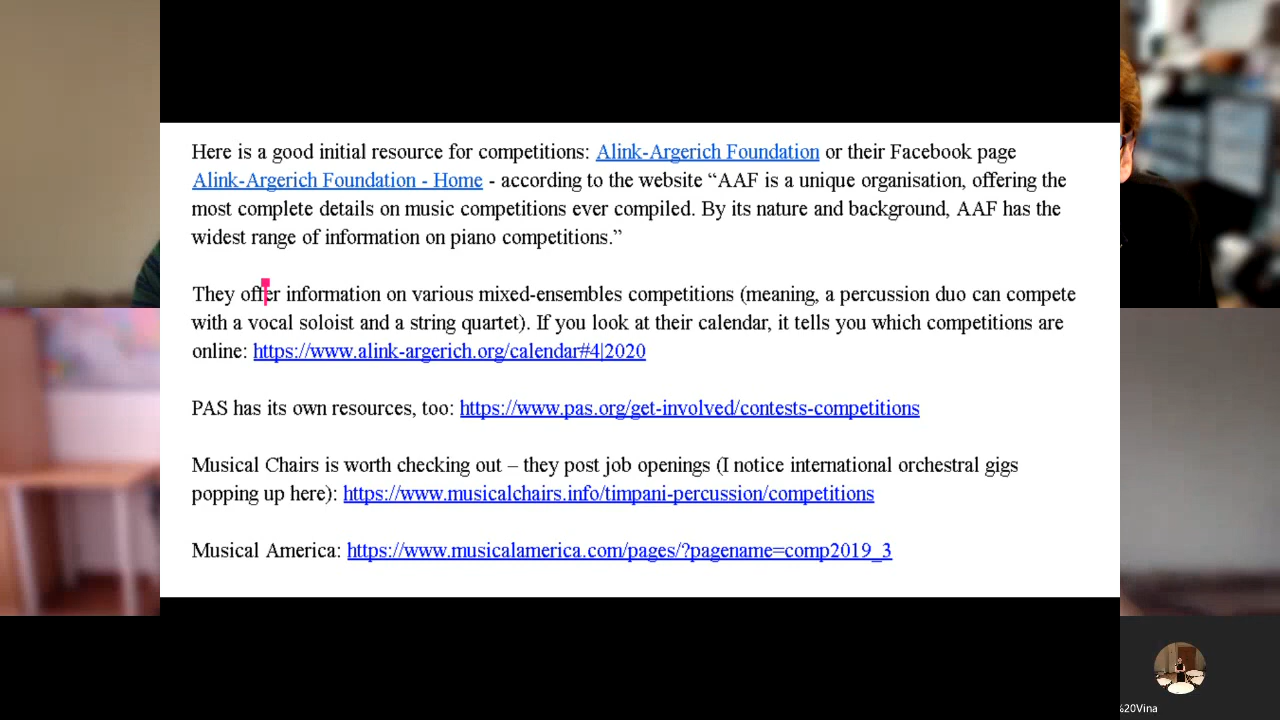 Here is a good initial resource for competitions: Alink-Argerich Foundation or their Facebook page
Alink-Argerich Foundation - Home - according to the website “AAF is a unique organisation, offering the
most complete details on music competitions ever compiled. By its nature and background, AAF has the
widest range of information on piano competitions.”
They offer information on various mixed-ensembles competitions (meaning, a percussion duo can compete
with a vocal soloist and a string quartet). If you look at their calendar, it tells you which competitions are
online: https://www.alink-argerich.org/calendar#4|2020
PAS has its own resources, too: https://www.pas.org/get-involved/contests-competitions
Musical Chairs is worth checking out – they post job openings (I notice international orchestral gigs
popping up here): https://www.musicalchairs.info/timpani-percussion/competitions
Musical America: https://www.musicalamerica.com/pages/?pagename=comp2019_3
%20Vina